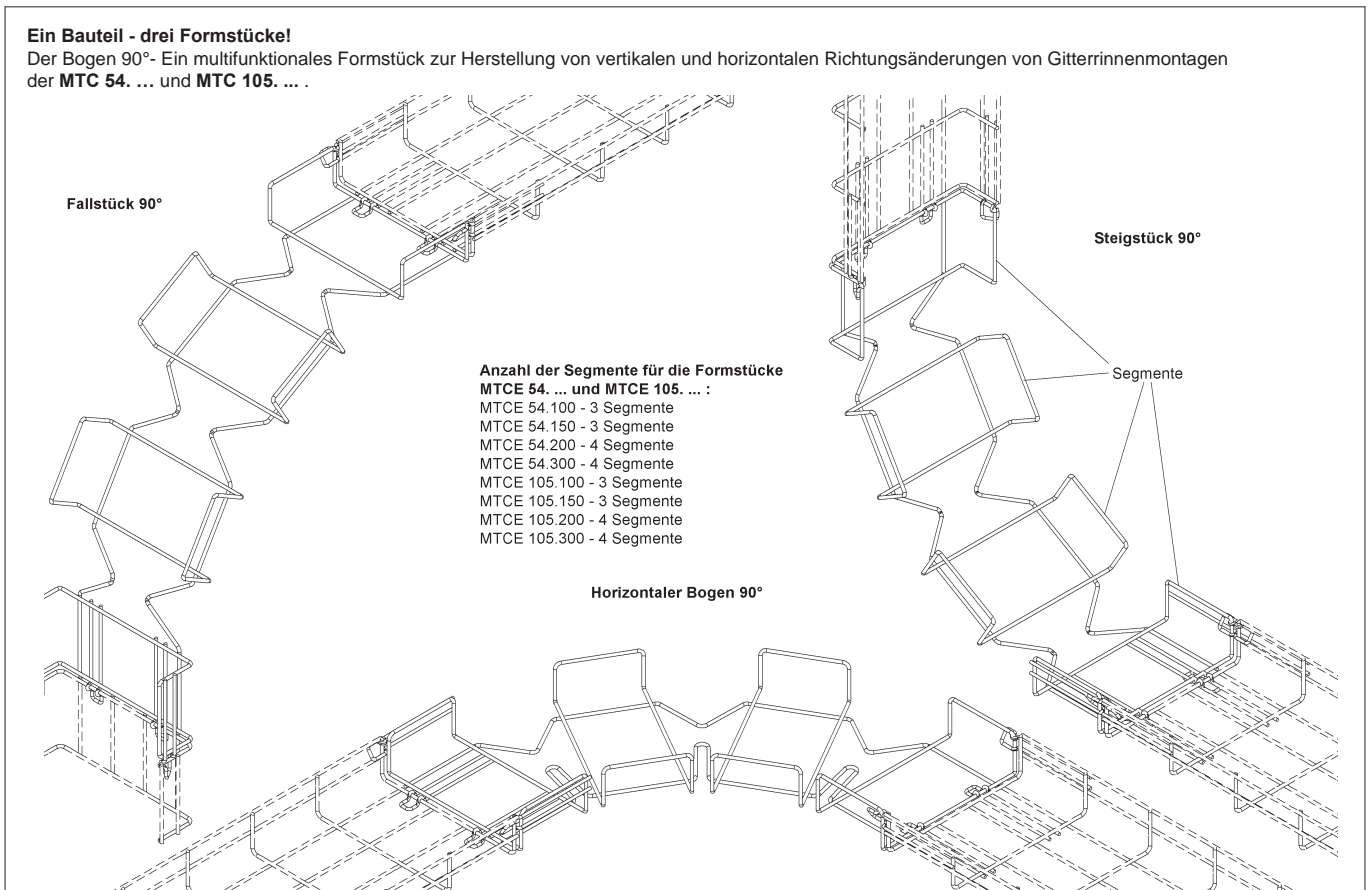 Ein Bauteil - drei Formstücke!
Der Bogen 90°- Ein multifunktionales Formstück zur Herstellung von vertikalen und horizontalen Richtungsänderungen von Gitterrinnenmontagen
der MTC 54. ... und MTC 105. ... .
Fallstück 90°
Steigstück 90°
Anzahl der Segmente für die Formstücke
MTCE 54. ... und MTCE 105. ... :
MTCE 54.100 - 3 Segmente
MTCE 54.150 - 3 Segmente
MTCE 54.200 - 4 Segmente
MTCE 54.300 - 4 Segmente
MTCE 105.100 - 3 Segmente
MTCE 105.150 - 3 Segmente
MTCE 105.200 - 4 Segmente
MTCE 105.300 - 4 Segmente
Segmente
Horizontaler Bogen 90°